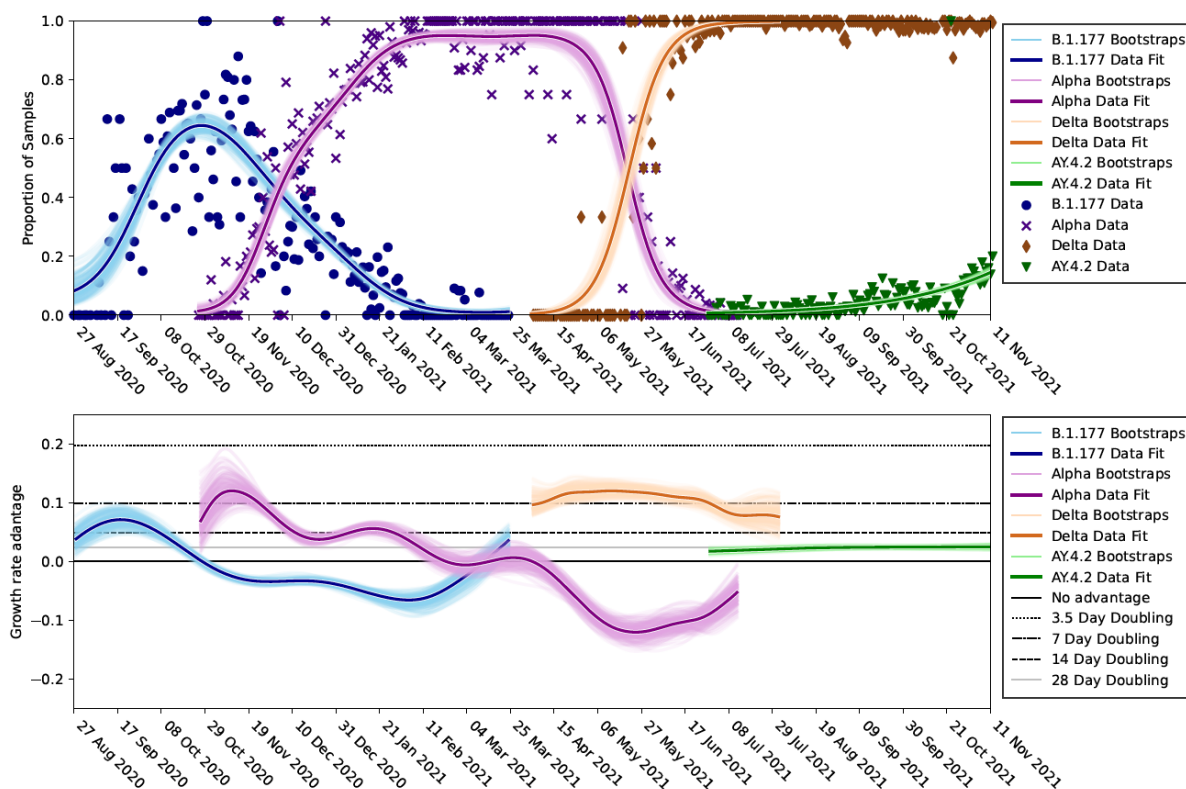 Proportion of Samples
1.0
0.8
0.6
0.4
0.2
0.0
27 Aug 2020
17 Sep 2020
08 Oct 2020
29 Oct 2020
19 Nov 2020
10 Dec 2020
31 Dec 2020
21 Jan 2021
11 Feb 2021
04 Mar 2021
25 Mar 2021
15 Apr 2021
06 May 2021
27 May 2021
17 Jun 2021
08 Jul 2021
29 Jul 2021
19 Aug 2021
09 Sep 2021
30 Sep 2021
21 Oct 2021
11 Nov 2021
B.1.177 Bootstraps
B.1.177 Data Fit
Alpha Bootstraps
Alpha Data Fit
Delta Bootstraps
Delta Data Fit
AY.4.2 Bootstraps
AY.4.2 Data Fit
B.1.177 Data
Alpha Data
Delta Data
AY.4.2 Data
Growth rate adantage
0.2
0.1
0.0
−0.1
−0.2
27 Aug 2020
17 Sep 2020
08 Oct 2020
29 Oct 2020
19 Nov 2020
10 Dec 2020
31 Dec 2020
21 Jan 2021
11 Feb 2021
04 Mar 2021
25 Mar 2021
15 Apr 2021
06 May 2021
27 May 2021
17 Jun 2021
08 Jul 2021
29 Jul 2021
19 Aug 2021
09 Sep 2021
30 Sep 2021
21 Oct 2021
11 Nov 2021
B.1.177 Bootstraps
B.1.177 Data Fit
Alpha Bootstraps
Alpha Data Fit
Delta Bootstraps
Delta Data Fit
AY.4.2 Bootstraps
AY.4.2 Data Fit
No advantage
3.5 Day Doubling
7 Day Doubling
14 Day Doubling
28 Day Doubling